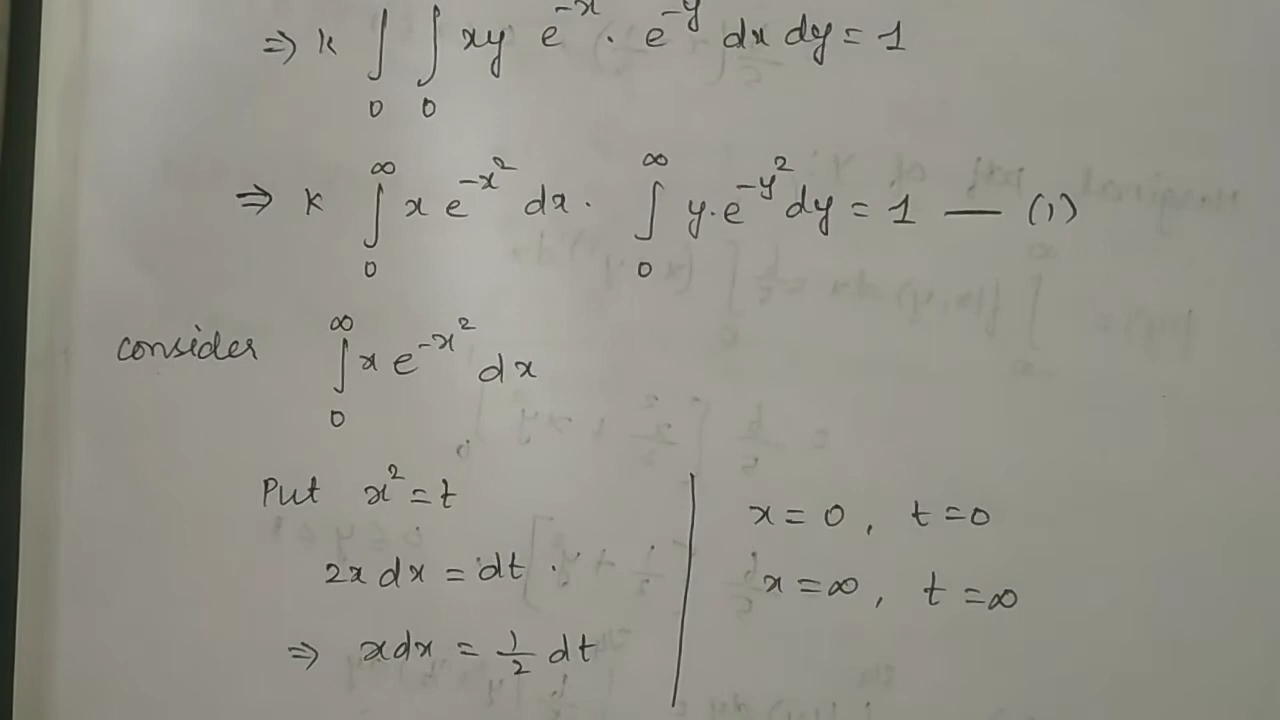 ⇒ k ∫₀ ∫₀ xy e^{-x} · e^{-y} dx dy = 1
⇒ k ∫₀^∞ x e^{-x²} dx · ∫₀^∞ y·e^{-y²} dy = 1 — (1)
consider ∫₀^∞ x e^{-x²} dx
Put x² = t
2x dx = dt ·
⇒ x dx = 1/2 dt
x = 0, t = 0
x = ∞, t = ∞